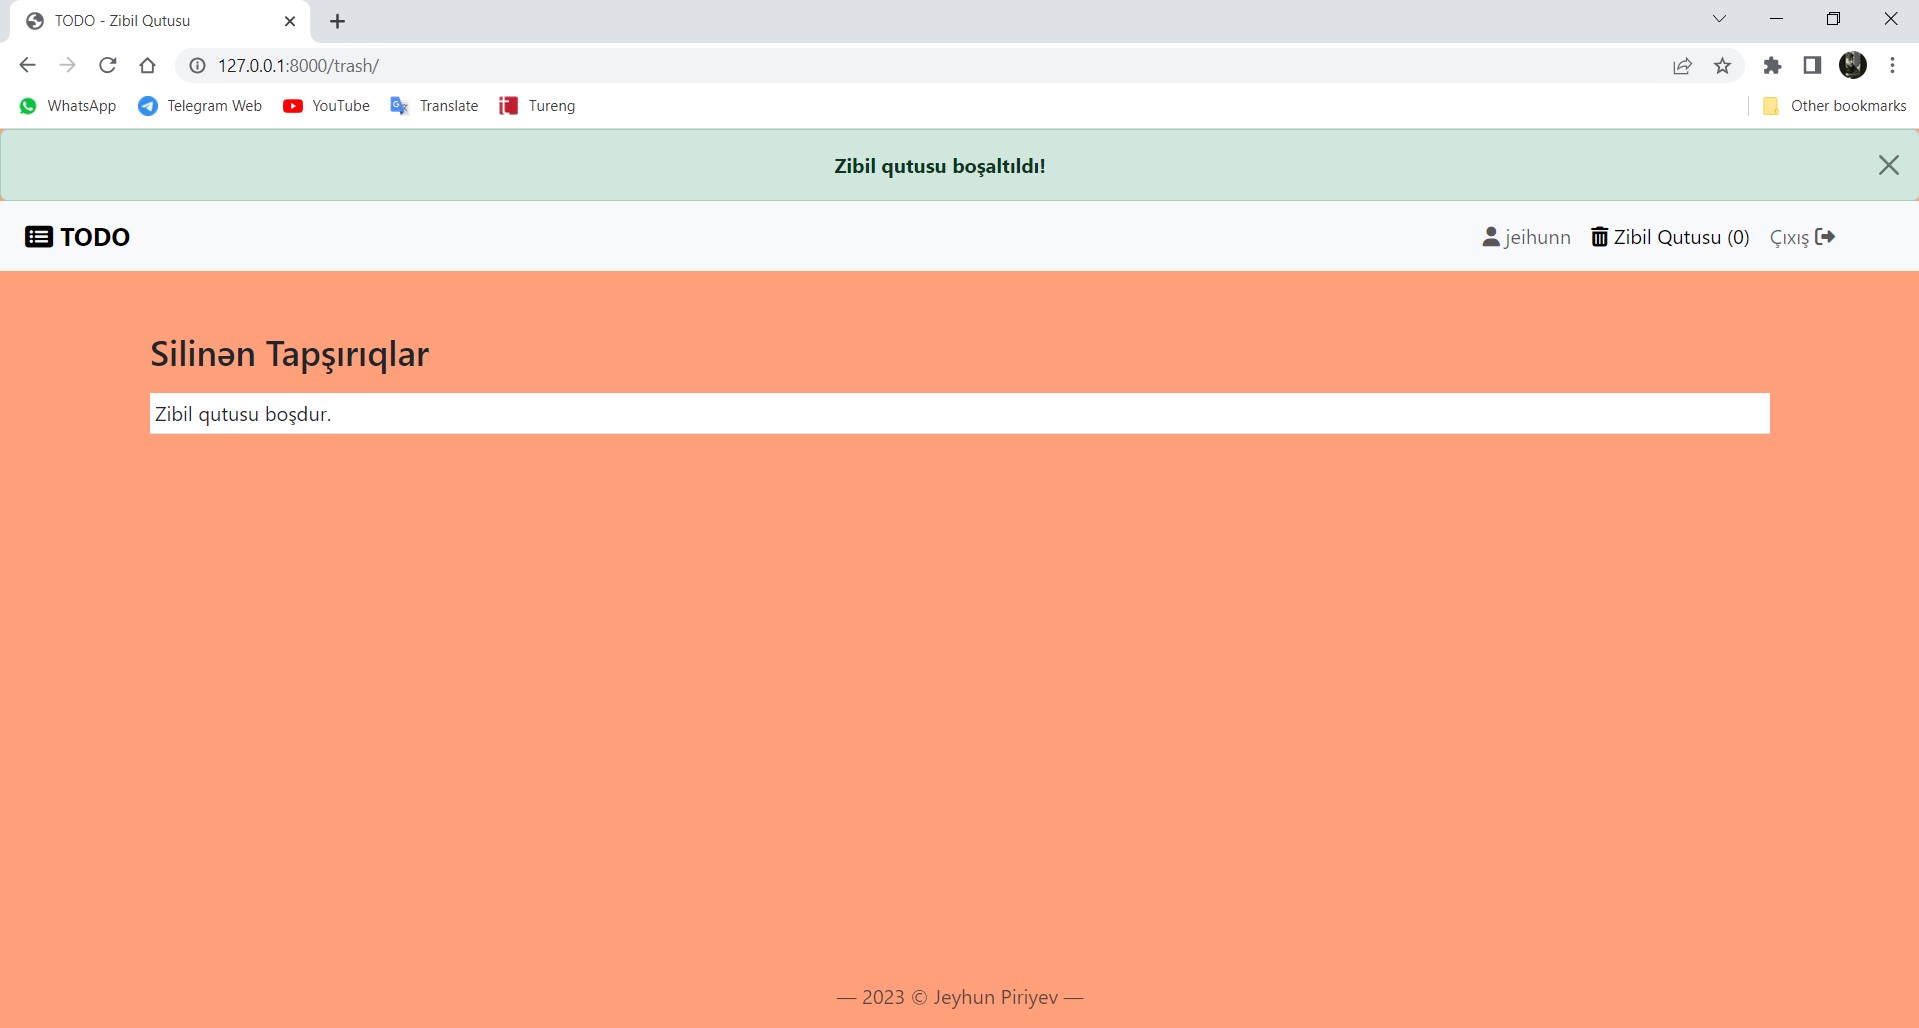 TODO - Zibil Qutusu
127.0.0.1:8000/trash/
WhatsApp Telegram Web YouTube Translate Tureng Other bookmarks
Zibil qutusu boşaltıldı!
TODO jeihunn Zibil Qutusu (0) Çıxış
Silinən Tapşırıqlar
Zibil qutusu boşdur.
— 2023 © Jeyhun Piriyev —